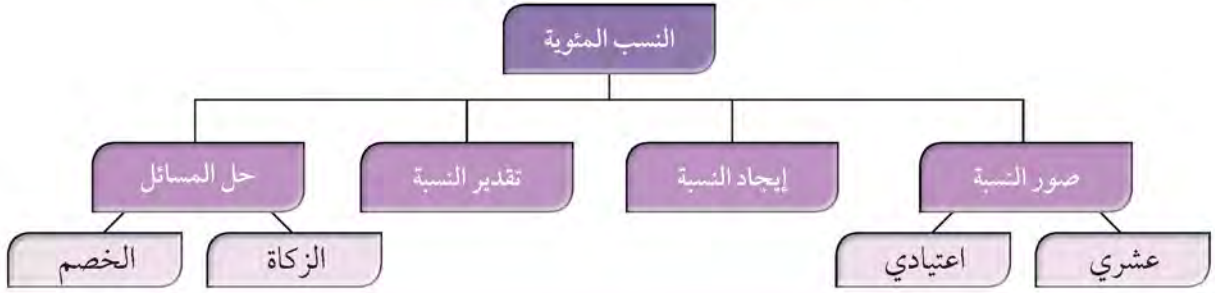 النسب المئوية
صور النسبة
إيجاد النسبة
تقدير النسبة
حل المسائل
عشري
اعتيادي
الزكاة
الخصم